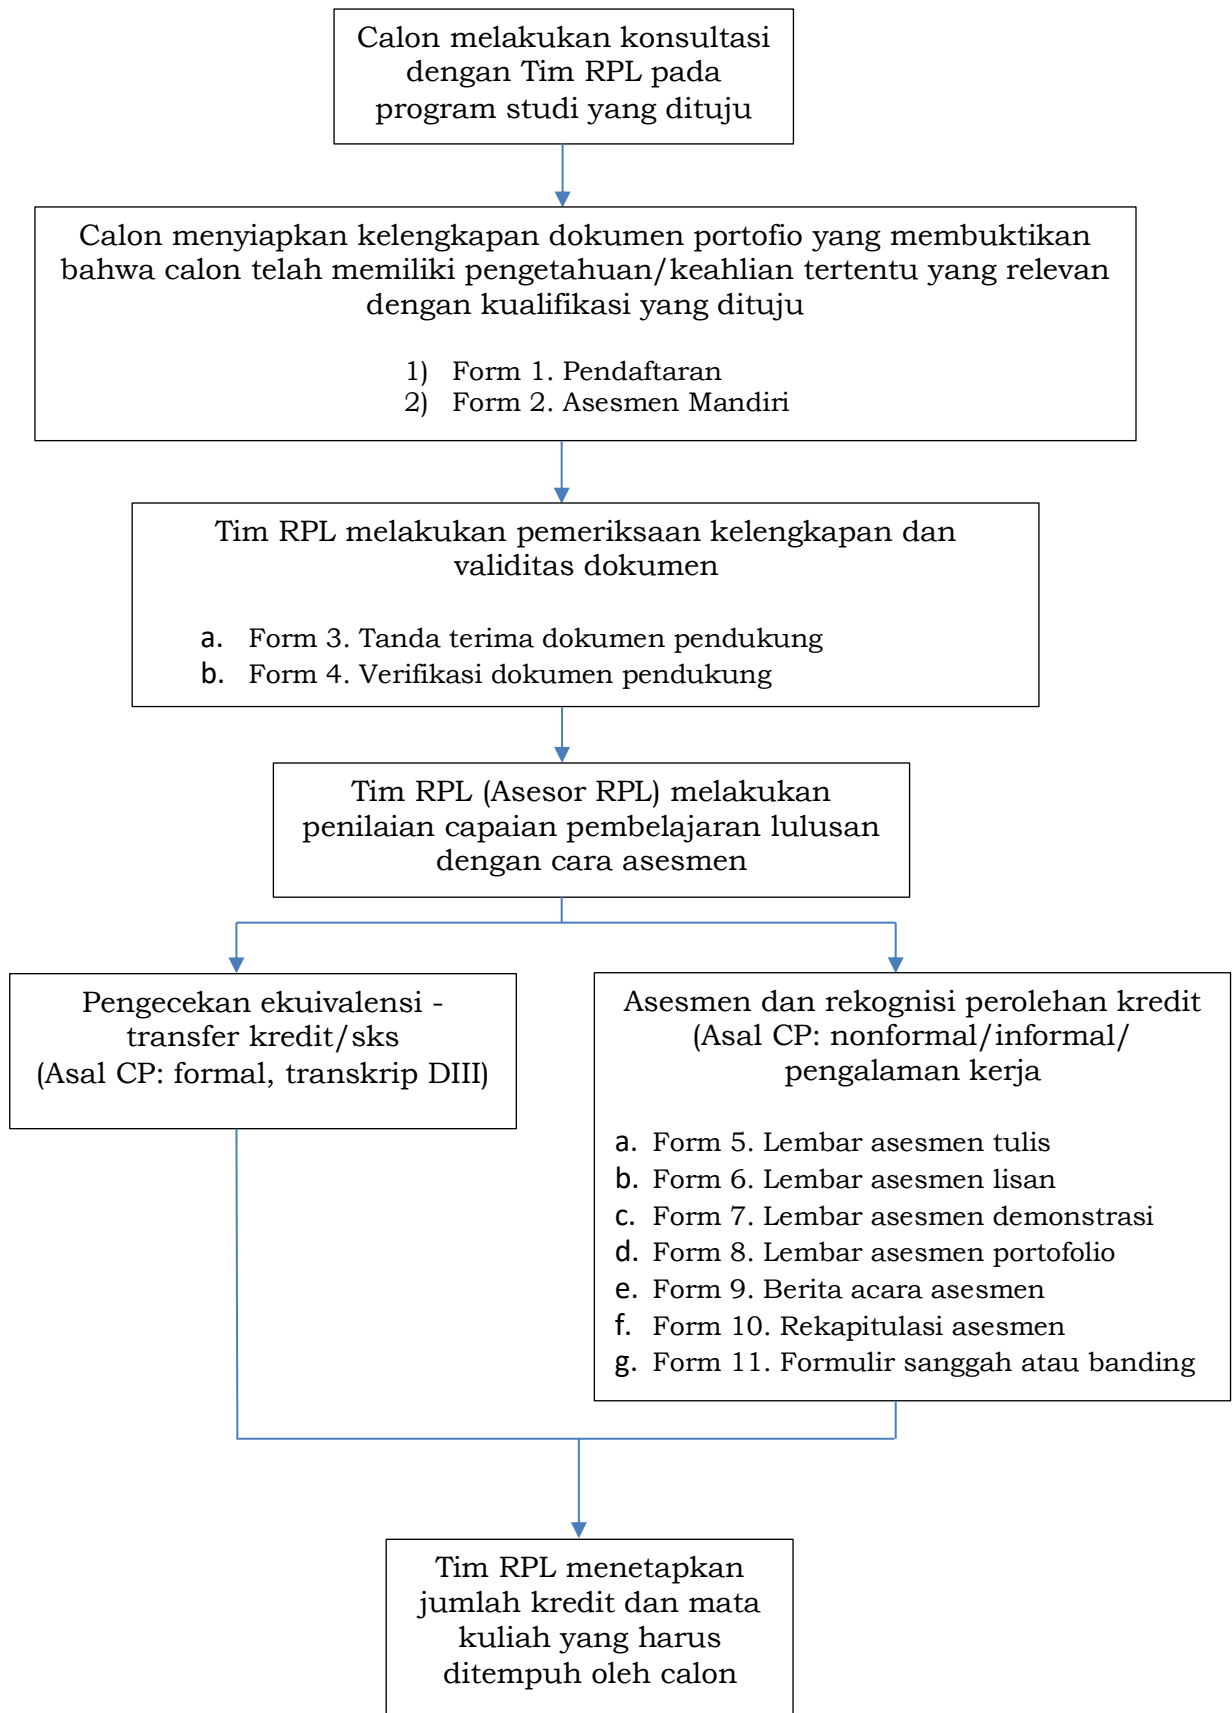 Calon melakukan konsultasi
dengan Tim RPL pada
program studi yang dituju
Calon menyiapkan kelengkapan dokumen portofio yang membuktikan
bahwa calon telah memiliki pengetahuan/keahlian tertentu yang relevan
dengan kualifikasi yang dituju
1) Form 1. Pendaftaran
2) Form 2. Asesmen Mandiri
Tim RPL melakukan pemeriksaan kelengkapan dan
validitas dokumen
a. Form 3. Tanda terima dokumen pendukung
b. Form 4. Verifikasi dokumen pendukung
Tim RPL (Asesor RPL) melakukan
penilaian capaian pembelajaran lulusan
dengan cara asesmen
Pengecekan ekuivalensi -
transfer kredit/sks
(Asal CP: formal, transkrip DIII)
Asesmen dan rekognisi perolehan kredit
(Asal CP: nonformal/informal/
pengalaman kerja
a. Form 5. Lembar asesmen tulis
b. Form 6. Lembar asesmen lisan
c. Form 7. Lembar asesmen demonstrasi
d. Form 8. Lembar asesmen portofolio
e. Form 9. Berita acara asesmen
f. Form 10. Rekapitulasi asesmen
g. Form 11. Formulir sanggah atau banding
Tim RPL menetapkan
jumlah kredit dan mata
kuliah yang harus
ditempuh oleh calon